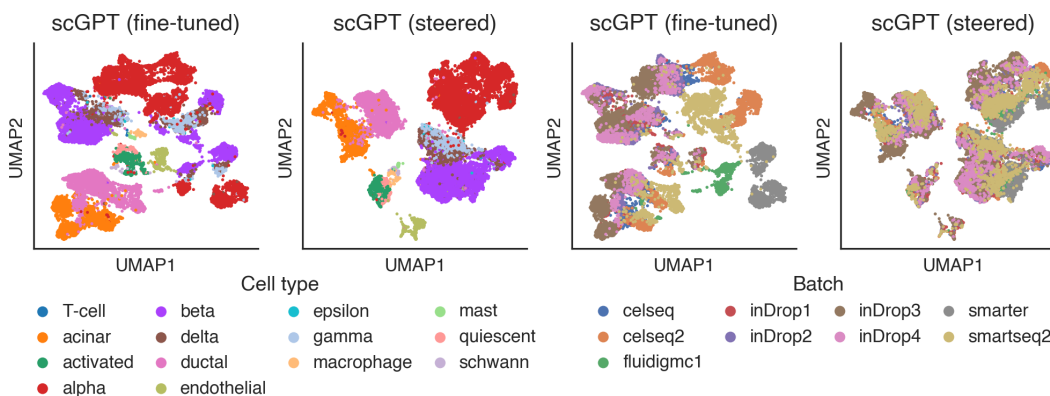 scGPT (fine-tuned) scGPT (steered) scGPT (fine-tuned) scGPT (steered)
UMAP2 UMAP2 UMAP2 UMAP2
UMAP1 UMAP1 UMAP1 UMAP1
Cell type
T-cell beta epsilon mast
acinar delta gamma quiescent
activated ductal macrophage schwann
alpha endothelial
Batch
celseq inDrop1 inDrop3 smarter
celseq2 inDrop2 inDrop4 smartseq2
fluidigmc1